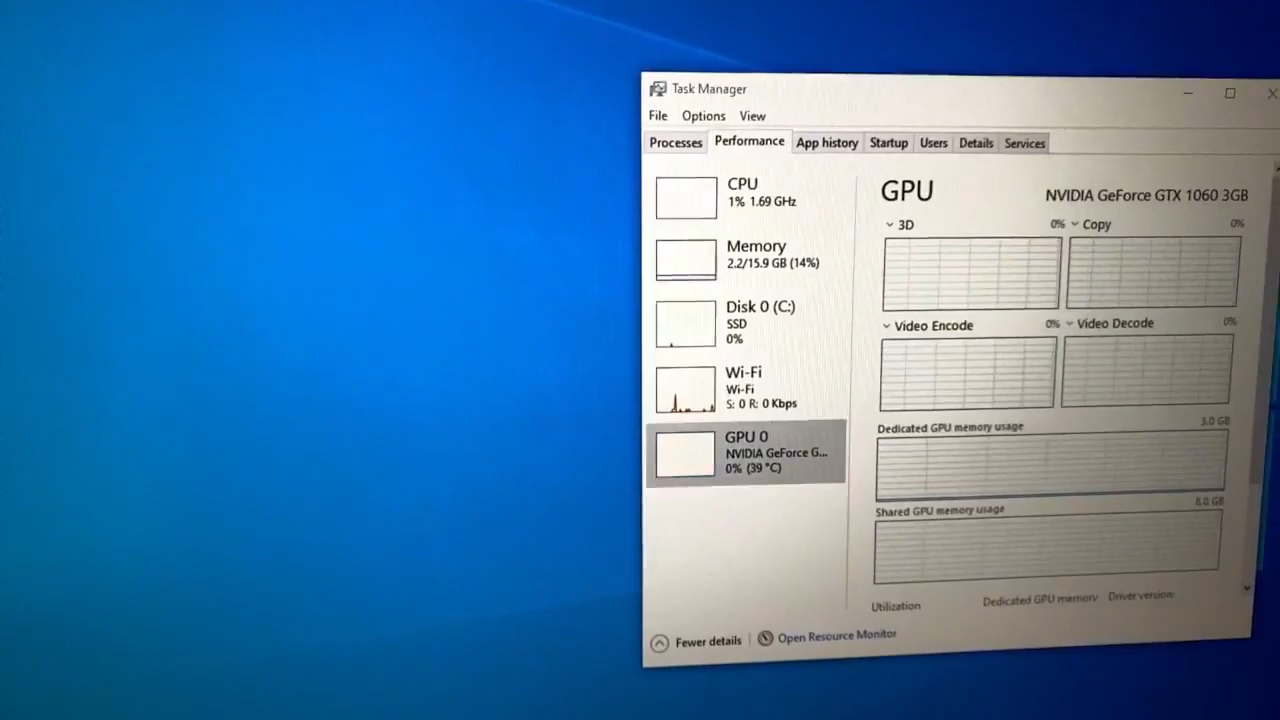 Task Manager
File Options View
Processes Performance App history Startup Users Details Services
CPU
1% 1.69 GHz
Memory
2.2/15.9 GB (14%)
Disk 0 (C:)
SSD
0%
Wi-Fi
Wi-Fi
S: 0 R: 0 Kbps
GPU 0
NVIDIA GeForce G...
0% (39 °C)
GPU NVIDIA GeForce GTX 1060 3GB
3D 0% Copy 0%
Video Encode 0% Video Decode 0%
Dedicated GPU memory usage 3.0 GB
Shared GPU memory usage 8.0 GB
Utilization Dedicated GPU memory Driver version:
Fewer details Open Resource Monitor